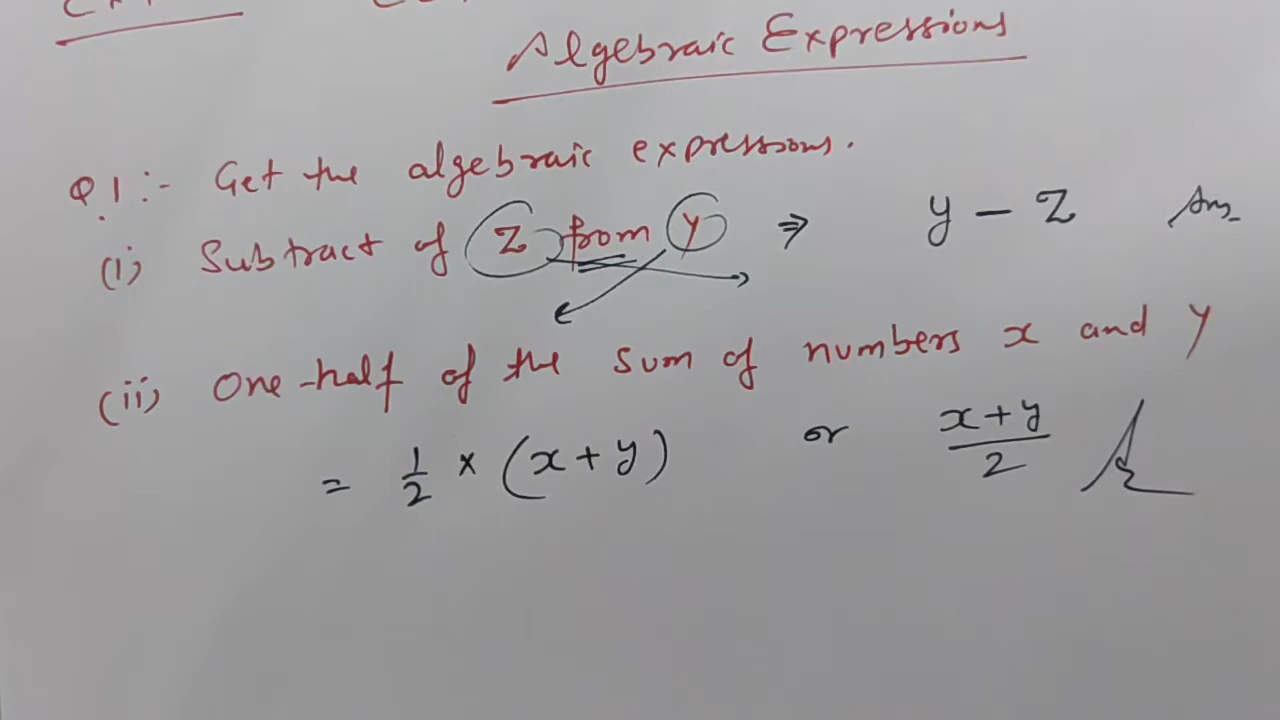 Algebraic Expressions
Q.1:- Get the algebraic expressions.
(i) Subtract of Z from y ⇒ y - Z Ans
(ii) One-half of the sum of numbers x and y
= 1/2 × (x + y) or x+y/2